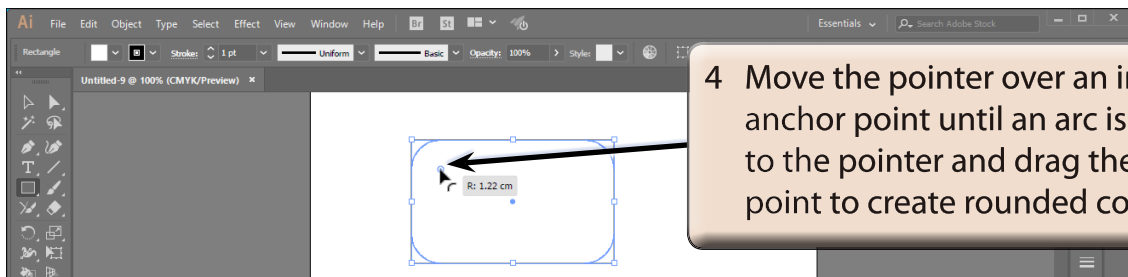 Ai File Edit Object Type Select Effect View Window Help Br St Essentials Search Adobe Stock
Rectangle Stroke: 1 pt Uniform Basic Opacity: 100% Style:
Untitled-9 @ 100% (CMYK/Preview) ×
4 Move the pointer over an
anchor point until an arc is
to the pointer and drag the
point to create rounded
R: 1.22 cm